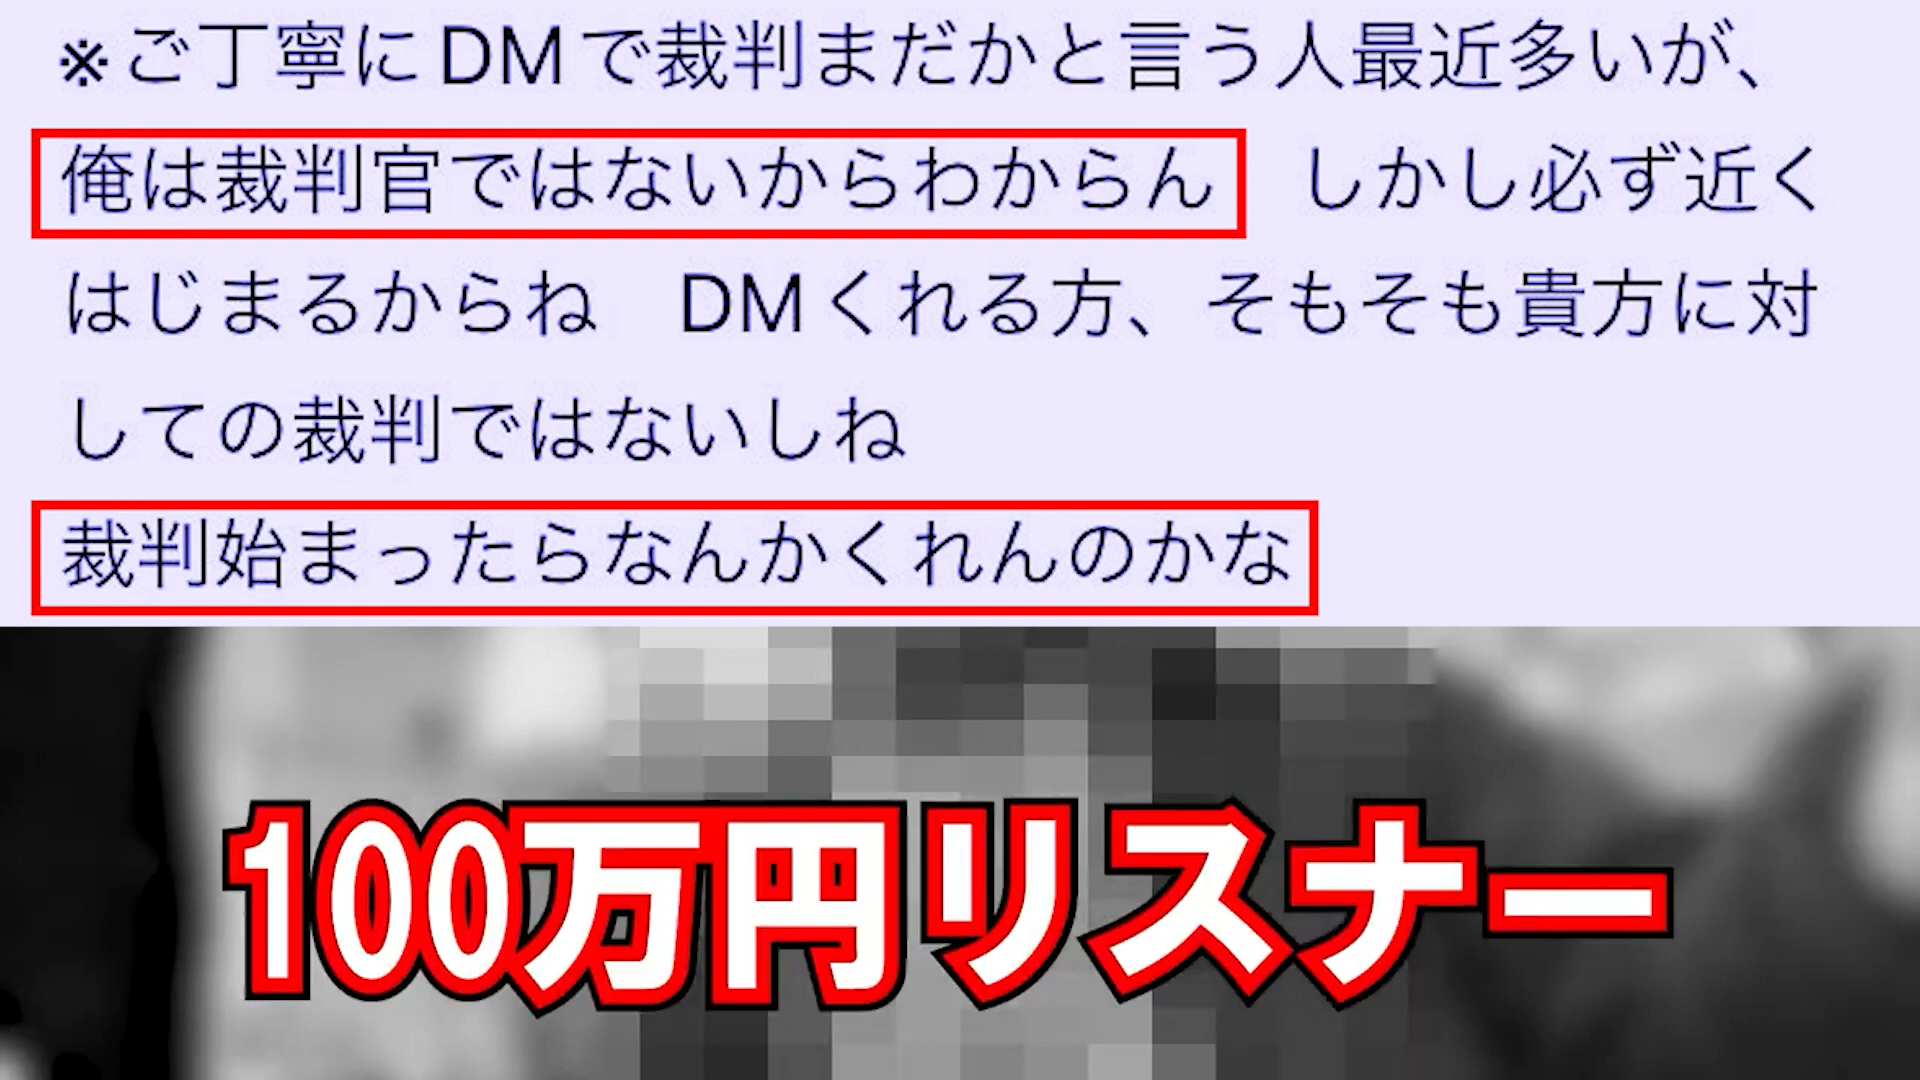 ※ご丁寧にDMで裁判まだかと言う人最近多いが、
俺は裁判官ではないからわからん　しかし必ず近く
はじまるからね　DMくれる方、そもそも貴方に対
しての裁判ではないしね
裁判始まったらなんかくれんのかな
100万円リスナー